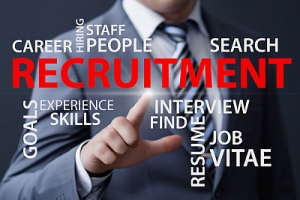 HIRING
STAFF
CAREER
PEOPLE
SEARCH
RECRUITMENT
GOALS
EXPERIENCE
SKILLS
INTERVIEW
FIND
RESUME
JOB
VITAE